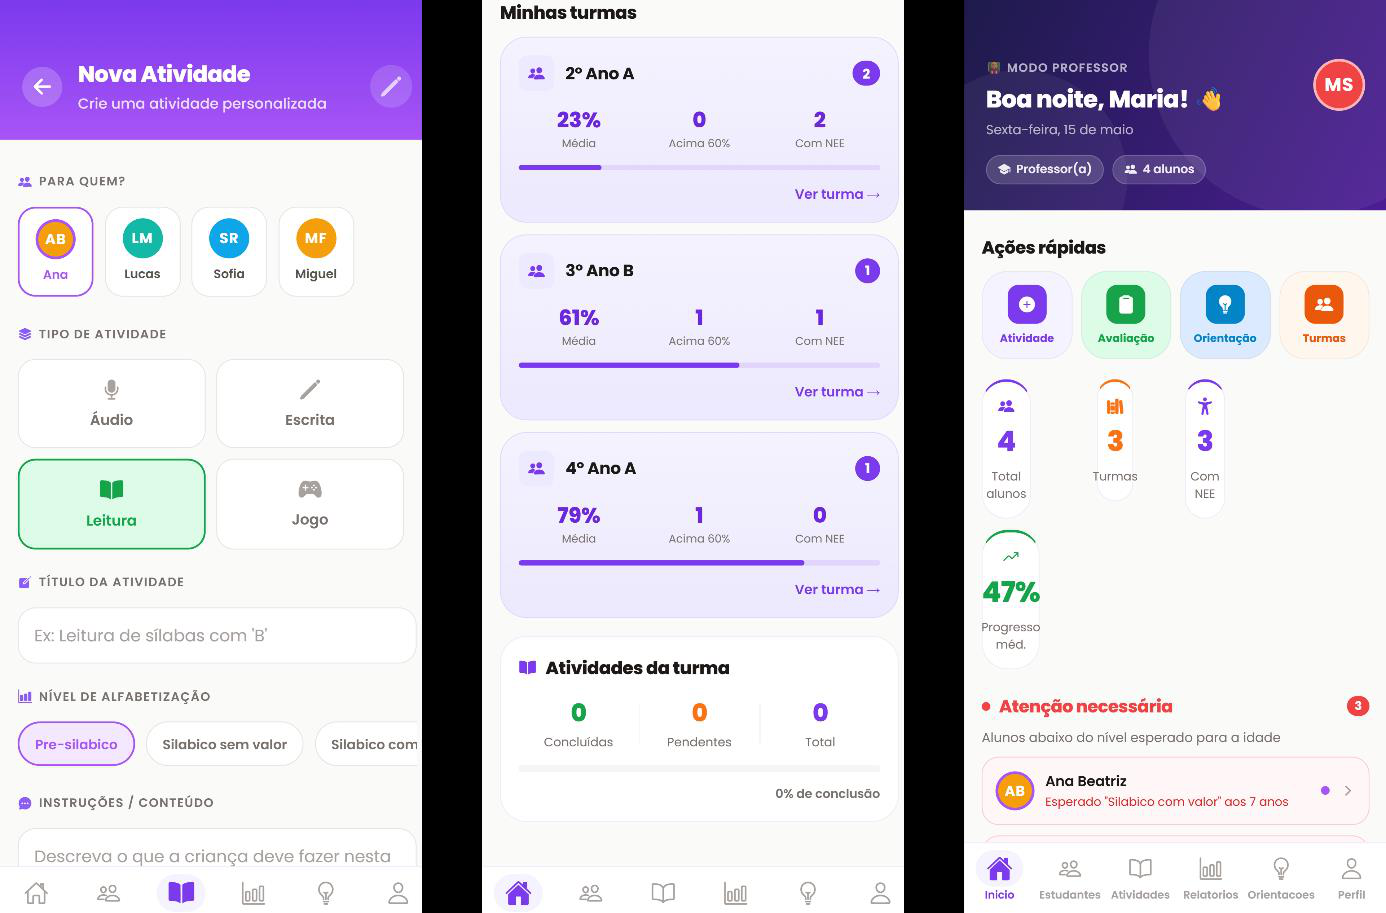 Nova Atividade
Crie uma atividade personalizada
PARA QUEM?
AB
LM
SR
MF
Ana
Lucas
Sofia
Miguel
TIPO DE ATIVIDADE
Áudio
Escrita
Leitura
Jogo
TÍTULO DA ATIVIDADE
Ex: Leitura de sílabas com 'B'
NÍVEL DE ALFABETIZAÇÃO
Pre-silabico
Silabico sem valor
Silabico com
INSTRUÇÕES / CONTEÚDO
Descreva o que a criança deve fazer nesta
Minhas turmas
2º Ano A
2
23%
0
2
Média
Acima 60%
Com NEE
Ver turma →
3º Ano B
1
61%
1
1
Média
Acima 60%
Com NEE
Ver turma →
4º Ano A
1
79%
1
0
Média
Acima 60%
Com NEE
Ver turma →
Atividades da turma
0
0
0
Concluídas
Pendentes
Total
0% de conclusão
MODO PROFESSOR
Boa noite, Maria! 👋
MS
Sexta-feira, 15 de maio
Professor(a)
4 alunos
Ações rápidas
Atividade
Avaliação
Orientação
Turmas
4
Total
alunos
3
Turmas
3
Com
NEE
47%
Progresso
méd.
Atenção necessária
3
Alunos abaixo do nível esperado para a idade
AB
Ana Beatriz
Esperado "Silabico com valor" aos 7 anos
Inicio
Estudantes
Atividades
Relatorios
Orientacoes
Perfil